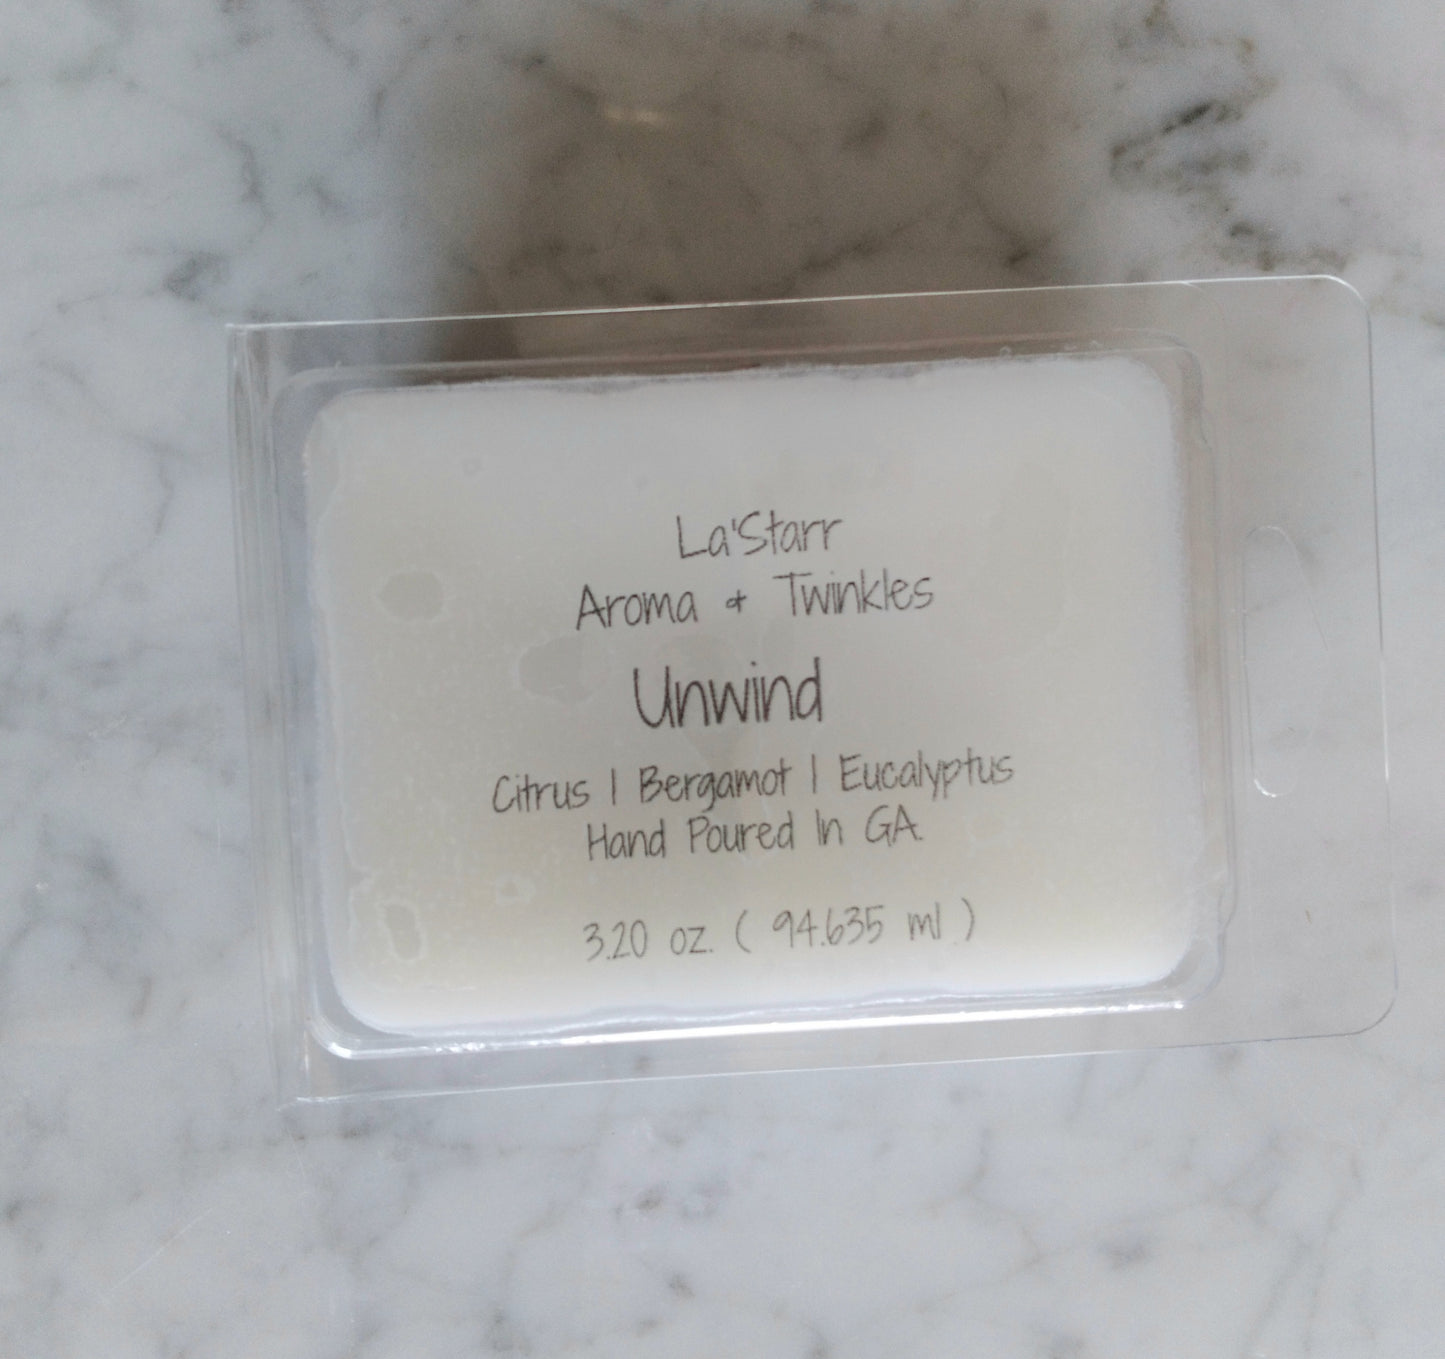 La'Starr
Aroma & Twinkles
Unwind
Citrus | Bergamot | Eucalyptus
Hand Poured In GA.
3.20 oz. ( 94.635 ml. )